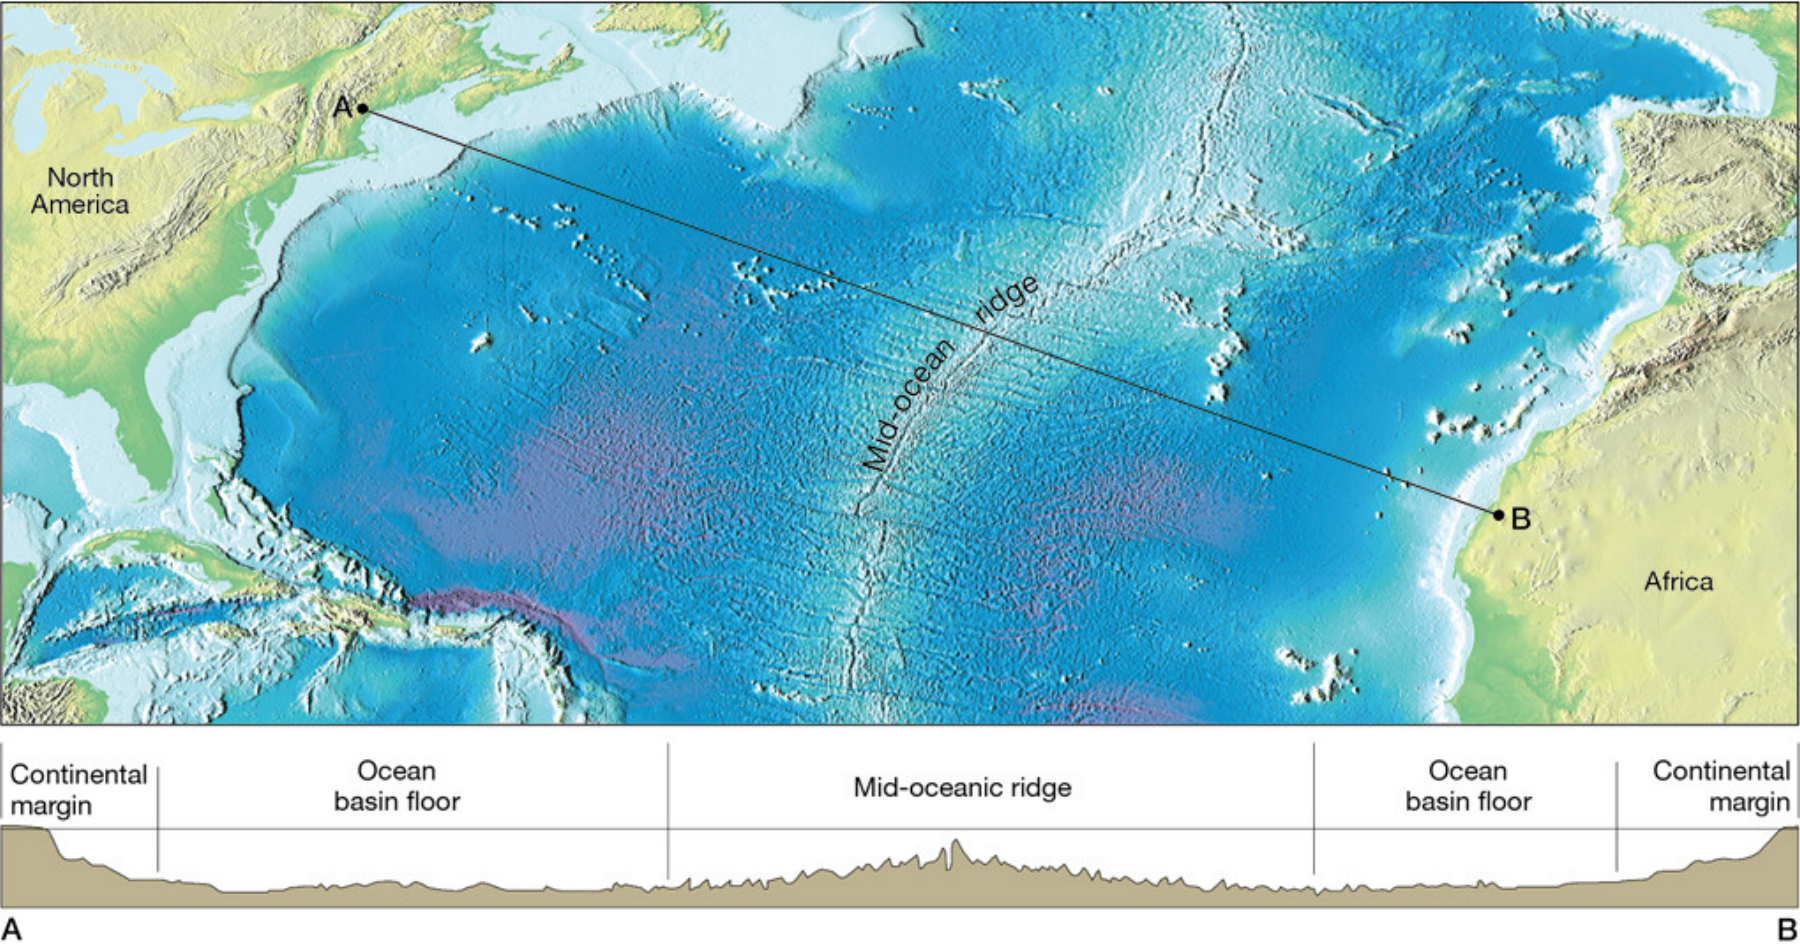 A
North
America
Mid-ocean ridge
B
Africa
Continental
margin
Ocean
basin floor
Mid-oceanic ridge
Ocean
basin floor
Continental
margin
A
B